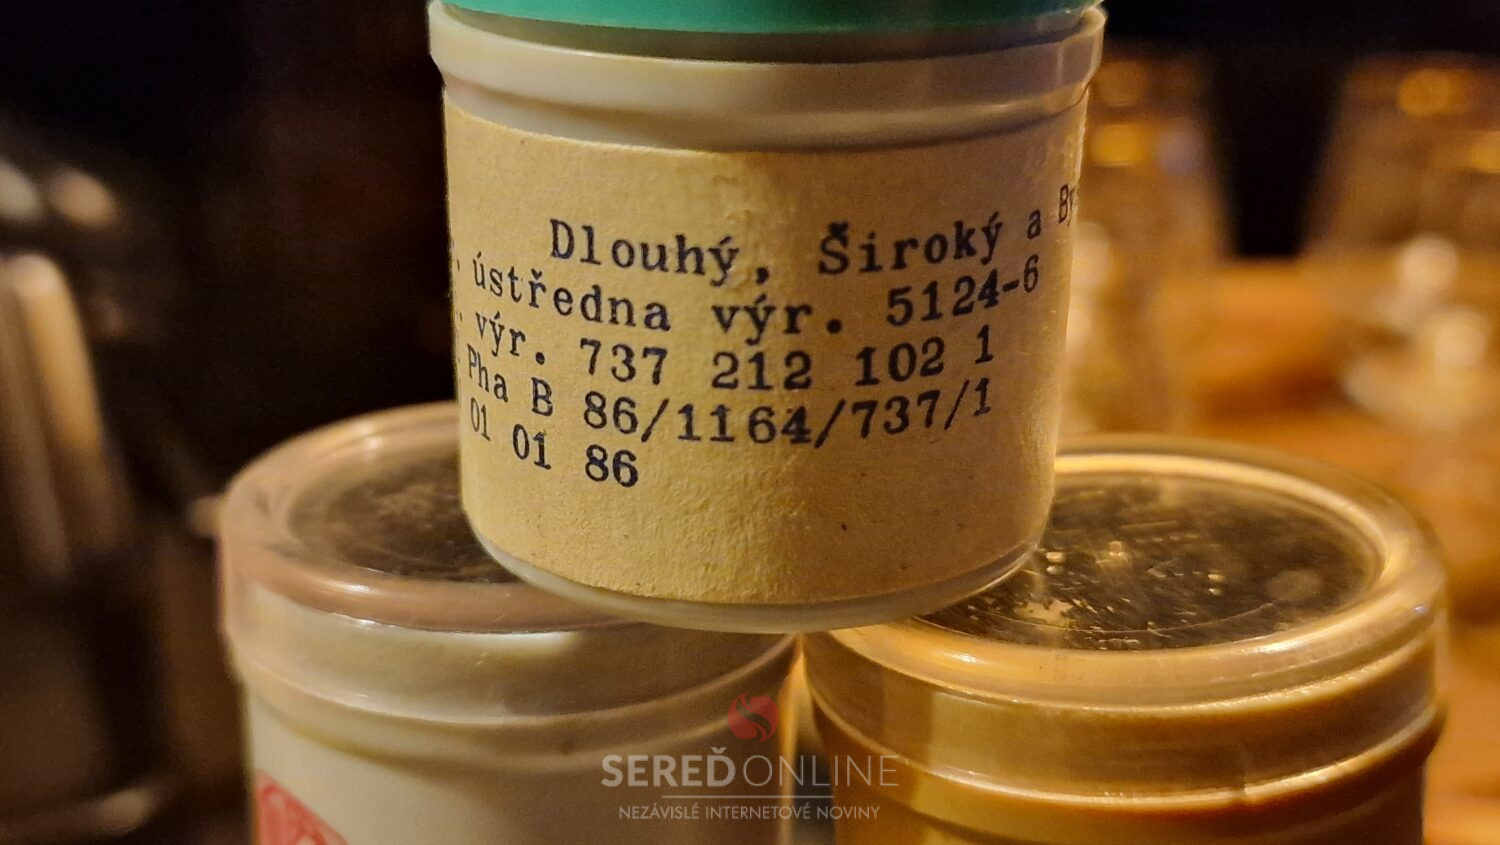 Dlouhý, Široký a
ústředna výr. 5124-6
výr. 737 212 102 1
Pha B 86/1164/737/1
01 01 86
SEREĎONLINE
NEZÁVISLÉ INTERNETOVÉ NOVINY